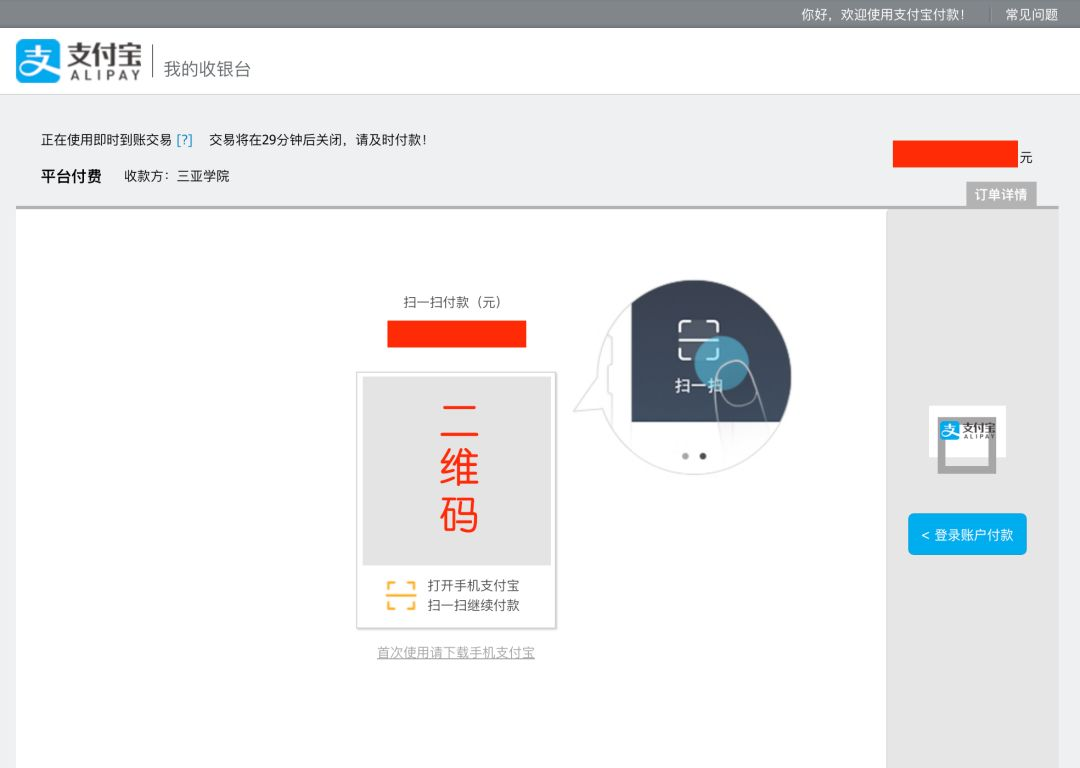 你好，欢迎使用支付宝付款！ 常见问题
支付宝
ALIPAY
我的收银台
正在使用即时到账交易 [?] 交易将在29分钟后关闭，请及时付款！
元
平台付费 收款方：三亚学院
订单详情
扫一扫付款（元）
扫一扫
二
维
码
打开手机支付宝
扫一扫继续付款
首次使用请下载手机支付宝
支付宝
ALIPAY
< 登录账户付款